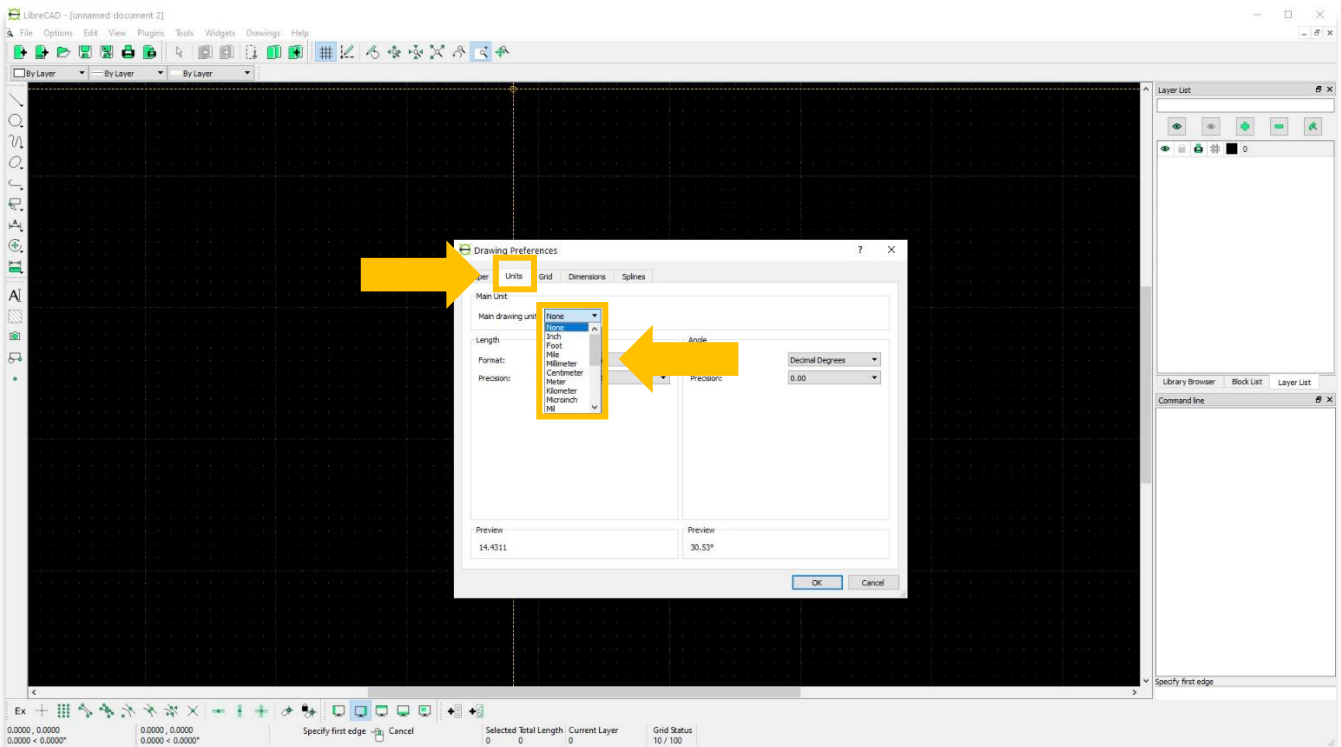 LibreCAD - [unnamed document 2]
File Options Edit View Plugins Tools Widgets Drawings Help
By Layer By Layer By Layer
Layer List
0
Drawing Preferences ? ×
per Units Grid Dimensions Splines
Main Unit
Main drawing unit None
None
Inch
Foot
Mile
Millimeter
Centimeter
Meter
Kilometer
Microinch
Mil
Length
Format:
Precision:
Angle
Decimal Degrees
Precision: 0.00
Preview
14.4311
Preview
30.53°
OK Cancel
Library Browser Block List Layer List
Command line
Specify first edge
Ex
0.0000 , 0.0000
0.0000 < 0.0000°
0.0000 , 0.0000
0.0000 < 0.0000°
Specify first edge Cancel
Selected Total Length Current Layer
0 0 0
Grid Status
10 / 100